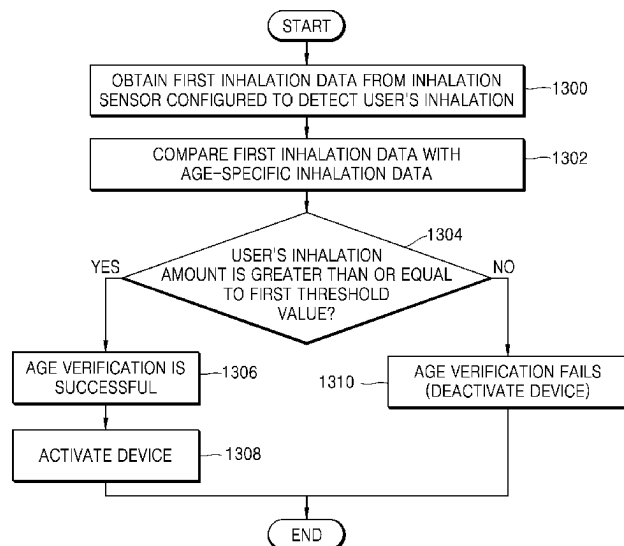 START
OBTAIN FIRST INHALATION DATA FROM INHALATION
SENSOR CONFIGURED TO DETECT USER'S INHALATION
1300
COMPARE FIRST INHALATION DATA WITH
AGE-SPECIFIC INHALATION DATA
1302
1304
USER'S INHALATION
AMOUNT IS GREATER THAN OR EQUAL
TO FIRST THRESHOLD
VALUE?
YES
NO
AGE VERIFICATION IS
SUCCESSFUL
1306
1310
AGE VERIFICATION FAILS
(DEACTIVATE DEVICE)
ACTIVATE DEVICE
1308
END